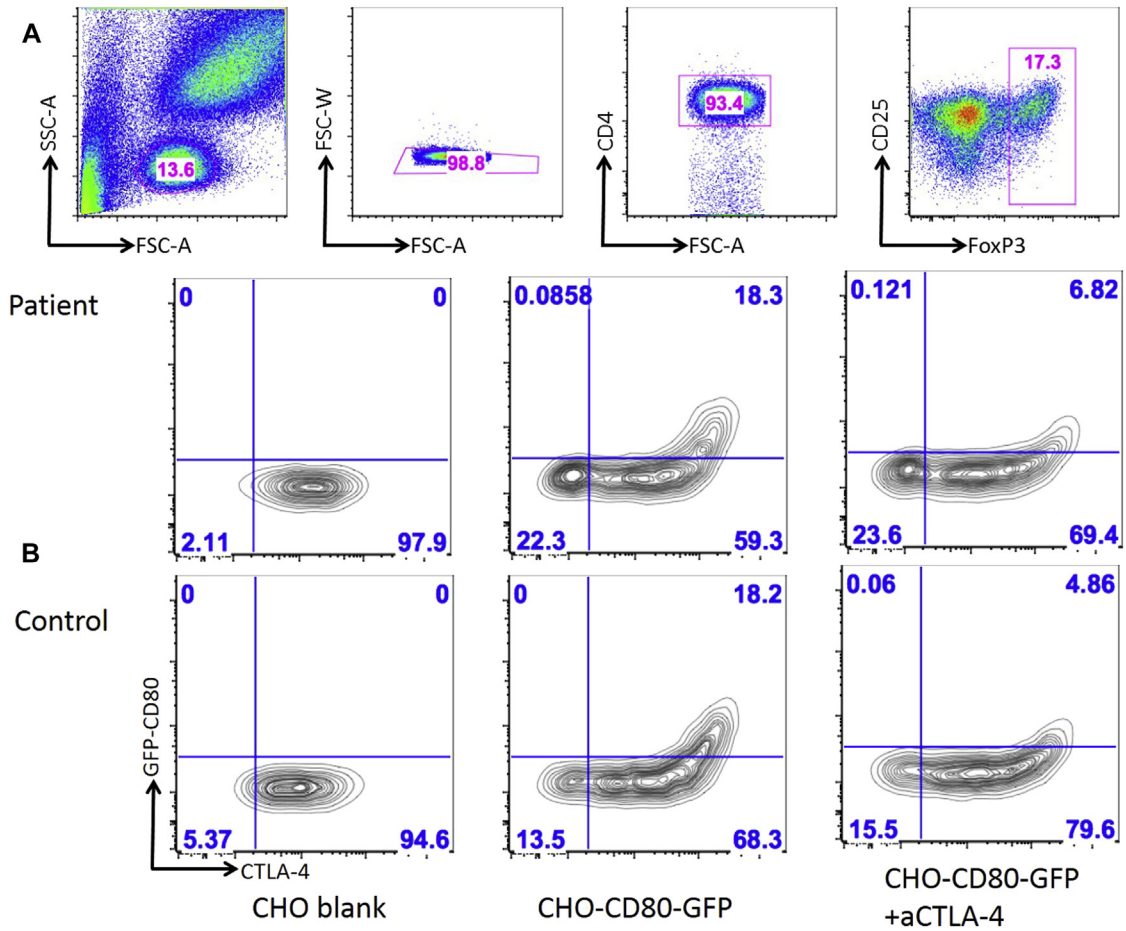 A
SSC-A
13.6
FSC-A
FSC-W
98.8
FSC-A
CD4
93.4
FSC-A
CD25
17.3
FoxP3
Patient
0 0
2.11 97.9
0.0858 18.3
22.3 59.3
0.121 6.82
23.6 69.4
B
Control
GFP-CD80
0 0
5.37 94.6
CTLA-4
0 18.2
13.5 68.3
0.06 4.86
15.5 79.6
CHO blank
CHO-CD80-GFP
CHO-CD80-GFP
+aCTLA-4